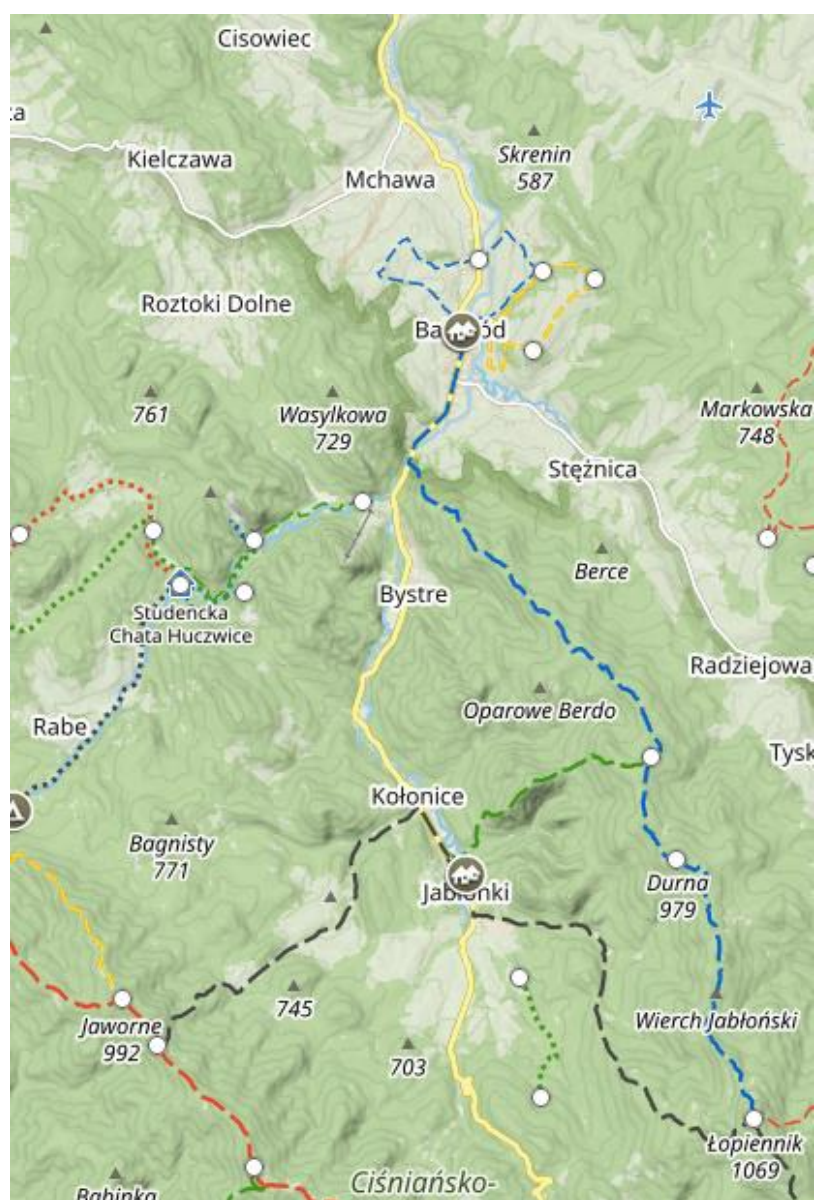 Cisowiec
Kielczawa
Mchawa
Skrenin
587
Roztoki Dolne
761
Wasylkowa
729
Markowska
748
Stężnica
Berce
Bystre
Studencka
Chata Huczwice
Radziejowa
Oparowe Berdo
Rabe
Tysk
Kołonice
Bagnisty
771
Durna
979
745
Jaworne
992
Wierch Jabłoński
703
Łopiennik
1069
Ciśniańsko-